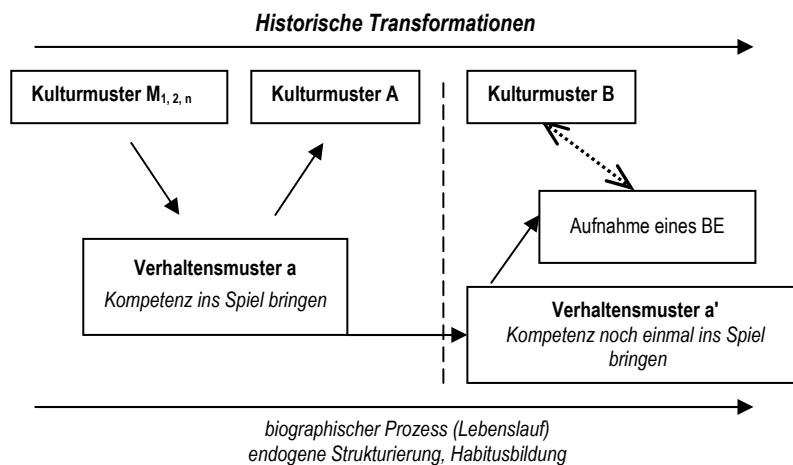 Historische Transformationen
Kulturmuster M1, 2, n
Kulturmuster A
Kulturmuster B
Aufnahme eines BE
Verhaltensmuster a
Kompetenz ins Spiel bringen
Verhaltensmuster a'
Kompetenz noch einmal ins Spiel
bringen
biographischer Prozess (Lebenslauf)
endogene Strukturierung, Habitusbildung